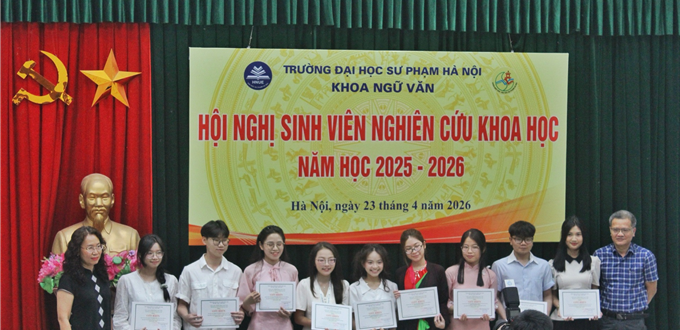 TRƯỜNG ĐẠI HỌC SƯ PHẠM HÀ NỘI
KHOA NGỮ VĂN
HỘI NGHỊ SINH VIÊN NGHIÊN CỨU KHOA HỌC
NĂM HỌC 2025 - 2026
Hà Nội, ngày 23 tháng 4 năm 2026